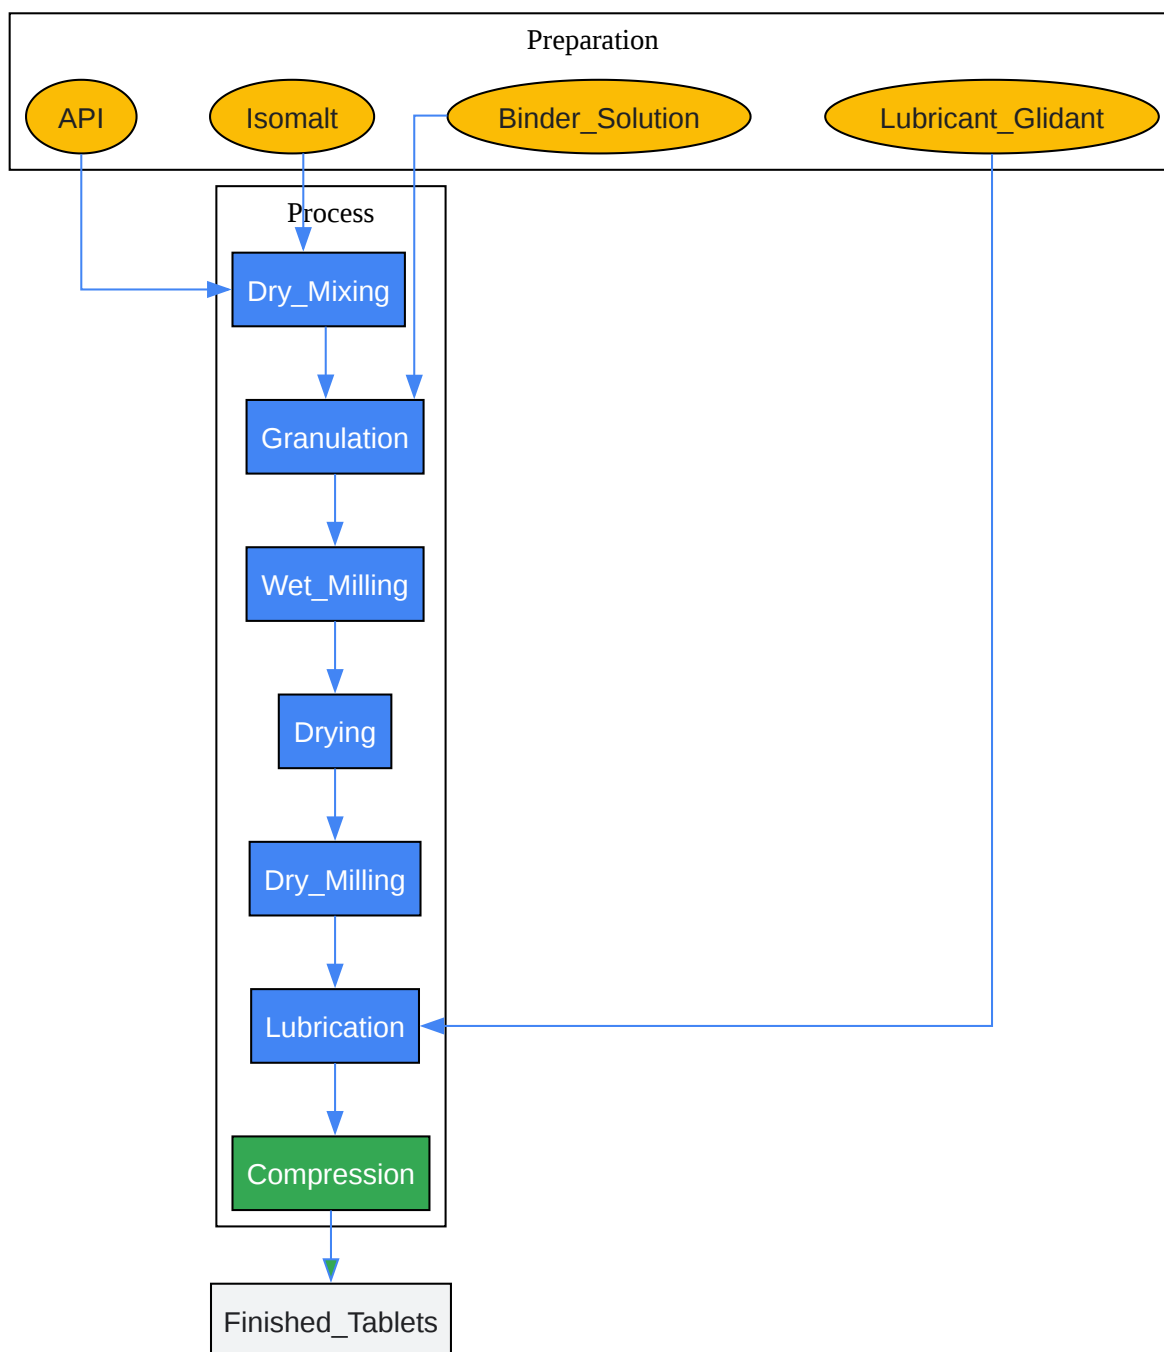 Preparation
API
Isomalt
Binder_Solution
Lubricant_Glidant
Process
Dry_Mixing
Granulation
Wet_Milling
Drying
Dry_Milling
Lubrication
Compression
Finished_Tablets